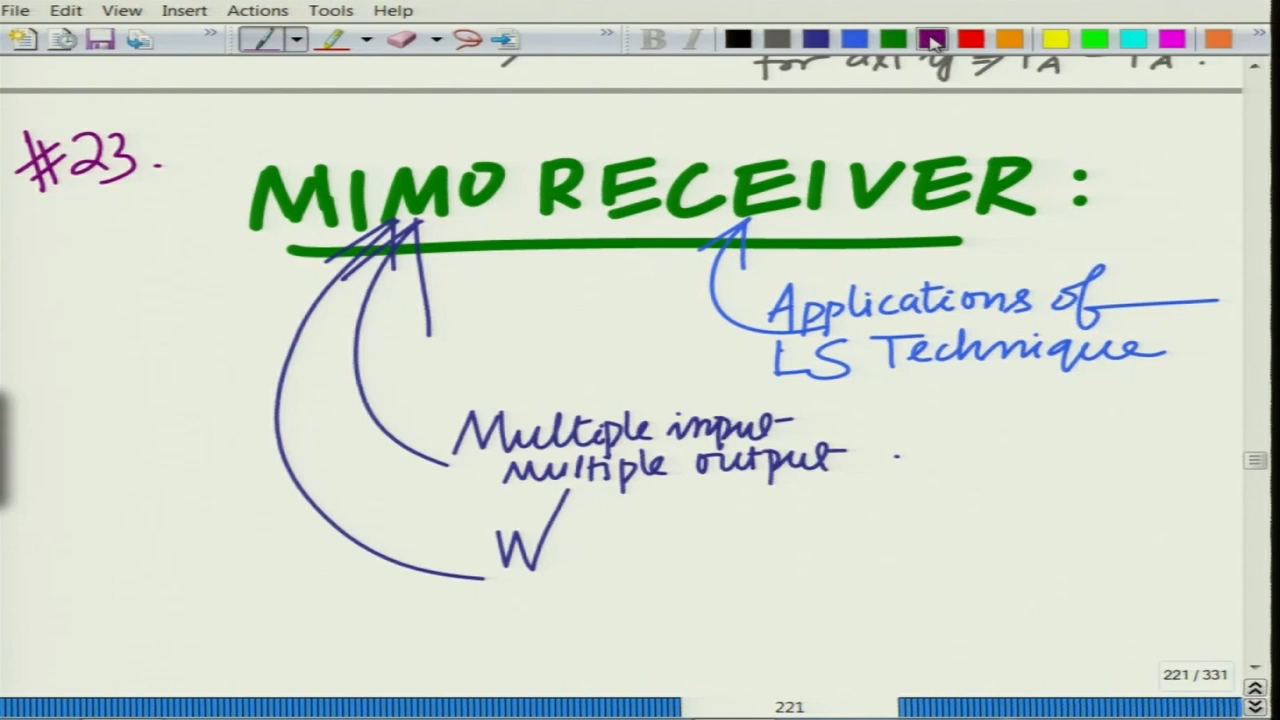 File Edit View Insert Actions Tools Help
B I
#23.
MIMO RECEIVER :
Applications of
LS Technique
Multiple input
multiple output .
W
221 / 331
221